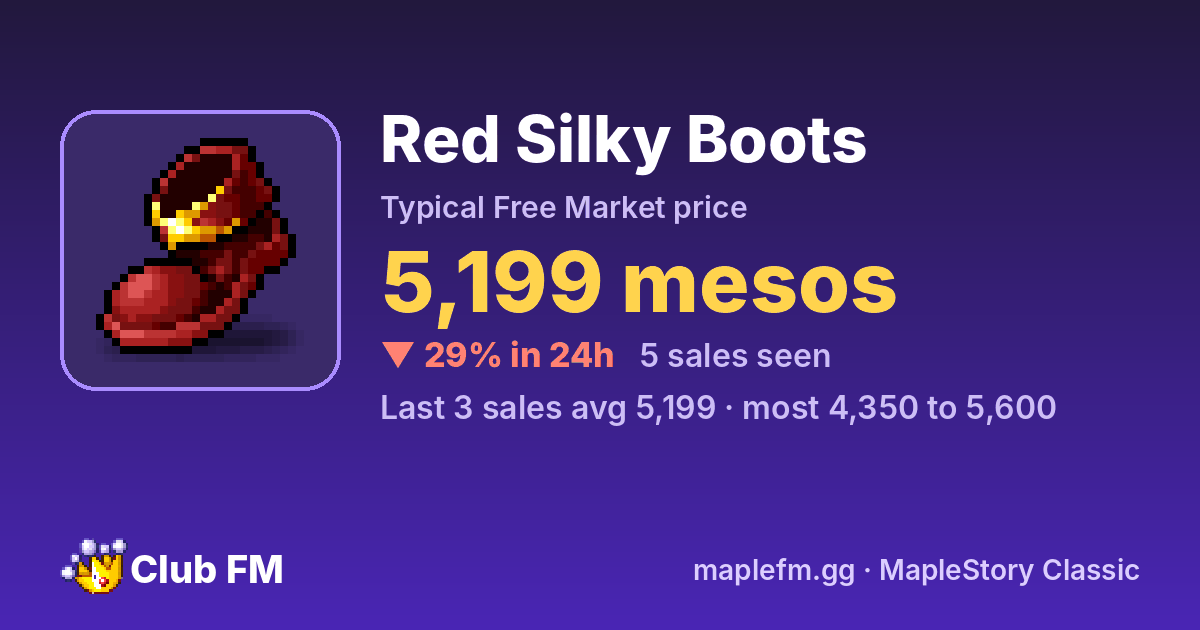 Red Silky Boots
Typical Free Market price
5,199 mesos
▼ 29% in 24h 5 sales seen
Last 3 sales avg 5,199 · most 4,350 to 5,600
Club FM
maplefm.gg · MapleStory Classic